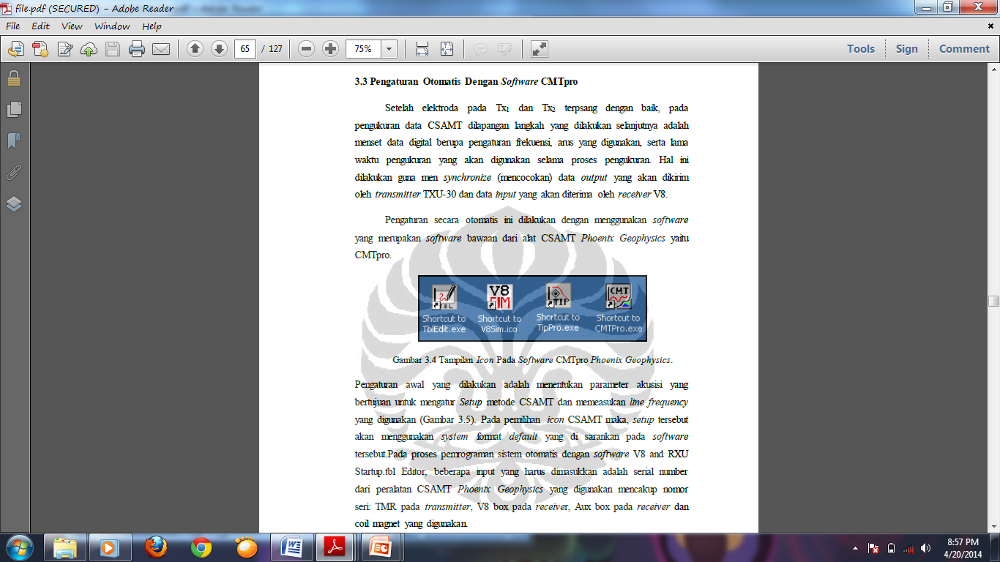 file.pdf (SECURED) - Adobe Reader
File Edit View Window Help
65 / 127 75% Tools Sign Comment
3.3 Pengaturan Otomatis Dengan Software CMTpro
Setelah elektroda pada Tx1 dan Tx2 terpsang dengan baik, pada
pengukuran data CSAMT dilapangan langkah yang dilakukan selanjutnya adalah
menset data digital berupa pengaturan frekuensi, arus yang digunakan, serta lama
waktu pengukuran yang akan digunakan selama proses pengukuran. Hal ini
dilakukan guna men synchronize (mencocokan) data output yang akan dikirim
oleh transmitter TXU-30 dan data input yang akan diterima oleh receiver V8.
Pengaturan secara otomatis ini dilakukan dengan menggunakan software
yang merupakan software bawaan dari alat CSAMT Phoenix Geophysics yaitu
CMTpro.
TBL V8 SIM TIP CMT
Shortcut to Shortcut to Shortcut to Shortcut to
TblEdit.exe V8Sim.ico TipPro.exe CMTPro.exe
Gambar 3.4 Tampilan Icon Pada Software CMTpro Phoenix Geophysics.
Pengaturan awal yang dilakukan adalah menentukan parameter akusisi yang
bertujuan untuk mengatur Setup metode CSAMT dan memeasukan line frequency
yang digunakan (Gambar 3.5). Pada pemilihan icon CSAMT maka, setup tersebut
akan menggunakan system format default yang di sarankan pada software
tersebut.Pada proses pemrograman sistem otomatis dengan software V8 and RXU
Startup.tbl Editor, beberapa input yang harus dimasukkan adalah serial number
dari peralatan CSAMT Phoenix Geophysics yang digunakan mencakup nomor
seri: TMR pada transmitter, V8 box pada receiver, Aux box pada receiver dan
coil magnet yang digunakan.
8:57 PM
4/20/2014